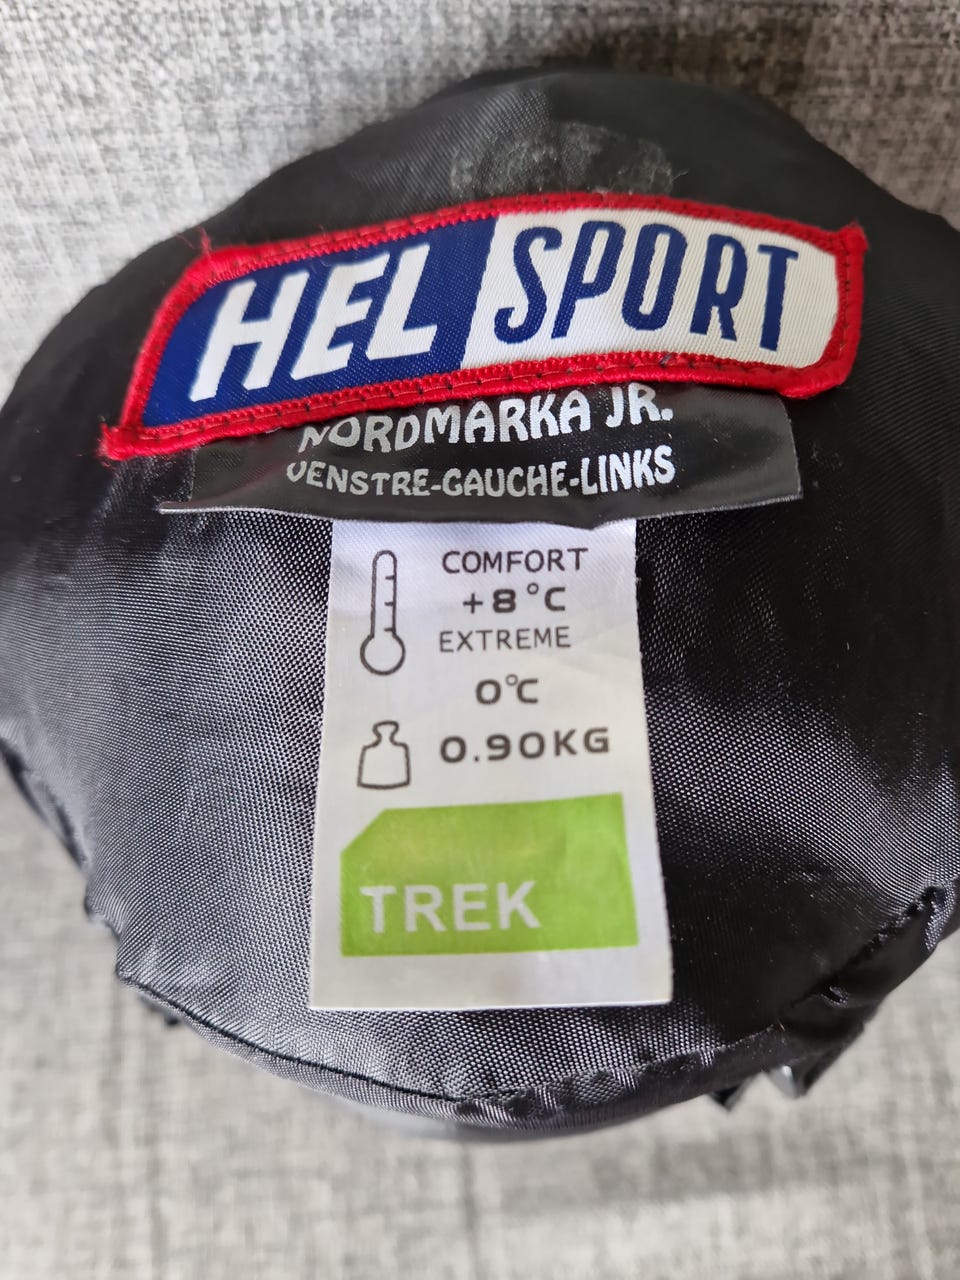 HEL SPORT
NORDMARKA JR.
VENSTRE-GAUCHE-LINKS
COMFORT
+8°C
EXTREME
0°C
0.90KG
TREK